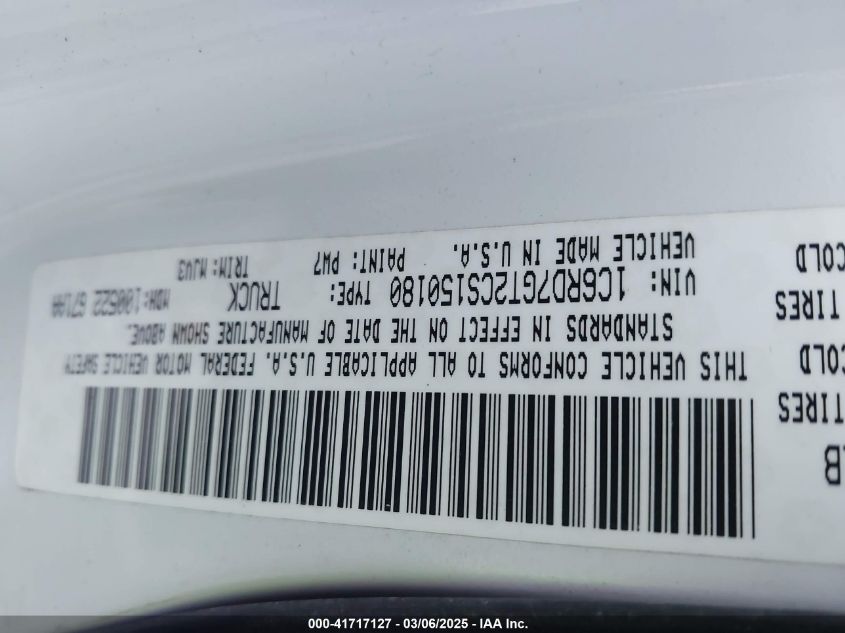 LB
TIRES
COLD
TIRES
COLD
THIS VEHICLE CONFORMS TO ALL APPLICABLE U.S.A. FEDERAL MOTOR VEHICLE SAFETY
STANDARDS IN EFFECT ON THE DATE OF MANUFACTURE SHOWN ABOVE.
VIN: 1C6RD7GT2CS150180 TYPE: TRUCK MDH:100622 671AA
VEHICLE MADE IN U.S.A. PAINT: PW7 TRIM: MJV3
000-41717127 - 03/06/2025 - IAA Inc.